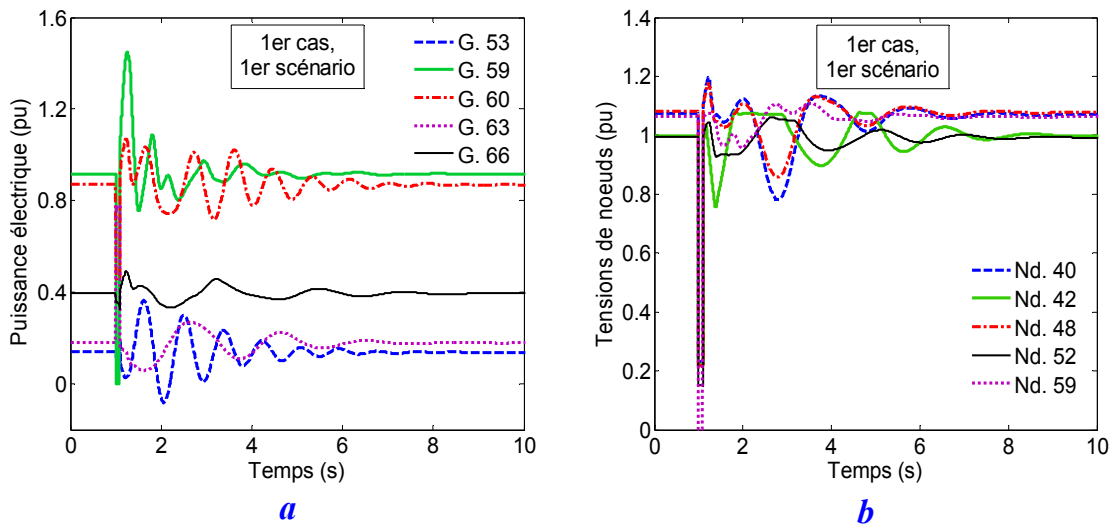 1er cas,
1er scénario
G. 53
G. 59
G. 60
G. 63
G. 66
Puissance électrique (pu)
1.6
1.2
0.8
0.4
0
0
2
4
6
8
10
Temps (s)
a
1er cas,
1er scénario
Nd. 40
Nd. 42
Nd. 48
Nd. 52
Nd. 59
Tensions de noeuds (pu)
1.4
1.2
1
0.8
0.6
0.4
0.2
0
0
2
4
6
8
10
Temps (s)
b